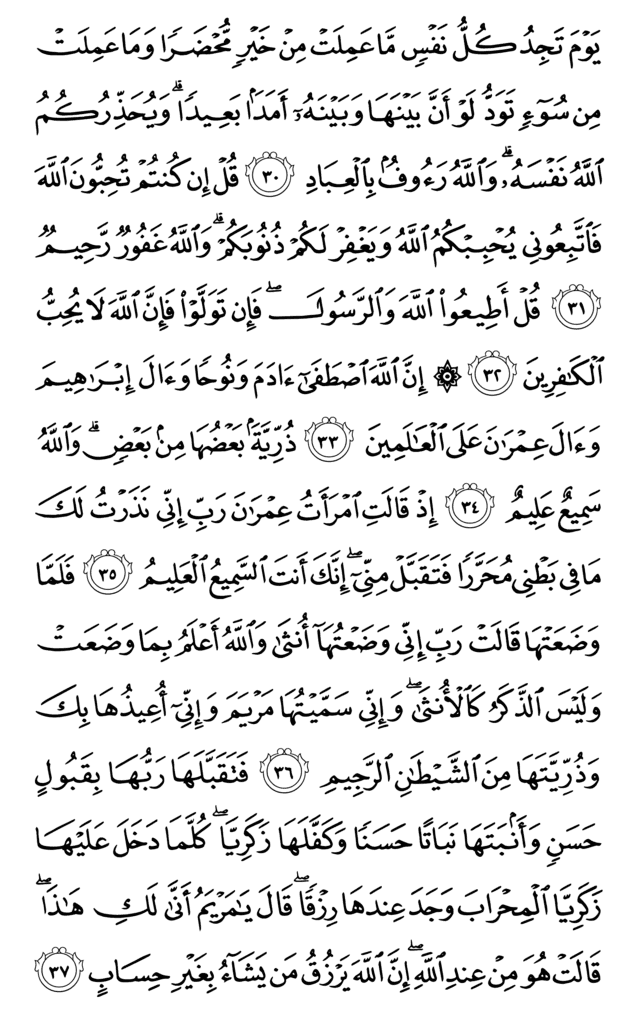 يَوْمَ تَجِدُ كُلُّ نَفْسٍ مَّا عَمِلَتْ مِنْ خَيْرٍ مُّحْضَرًا وَمَا عَمِلَتْ
مِن سُوٓءٍ تَوَدُّ لَوْ أَنَّ بَيْنَهَا وَبَيْنَهُۥٓ أَمَدًۢا بَعِيدًا ۗ وَيُحَذِّرُكُمُ
ٱللَّهُ نَفْسَهُۥ ۗ وَٱللَّهُ رَءُوفٌۢ بِٱلْعِبَادِ ٣٠ قُلْ إِن كُنتُمْ تُحِبُّونَ ٱللَّهَ
فَٱتَّبِعُونِى يُحْبِبْكُمُ ٱللَّهُ وَيَغْفِرْ لَكُمْ ذُنُوبَكُمْ ۗ وَٱللَّهُ غَفُورٌ رَّحِيمٌ
٣١ قُلْ أَطِيعُوا۟ ٱللَّهَ وَٱلرَّسُولَ ۖ فَإِن تَوَلَّوْا۟ فَإِنَّ ٱللَّهَ لَا يُحِبُّ
ٱلْكَٰفِرِينَ ٣٢ ۞ إِنَّ ٱللَّهَ ٱصْطَفَىٰٓ ءَادَمَ وَنُوحًا وَءَالَ إِبْرَٰهِيمَ
وَءَالَ عِمْرَٰنَ عَلَى ٱلْعَٰلَمِينَ ٣٣ ذُرِّيَّةًۢ بَعْضُهَا مِنۢ بَعْضٍ ۗ وَٱللَّهُ
سَمِيعٌ عَلِيمٌ ٣٤ إِذْ قَالَتِ ٱمْرَأَتُ عِمْرَٰنَ رَبِّ إِنِّى نَذَرْتُ لَكَ
مَا فِى بَطْنِى مُحَرَّرًا فَتَقَبَّلْ مِنِّىٓ ۖ إِنَّكَ أَنتَ ٱلسَّمِيعُ ٱلْعَلِيمُ ٣٥ فَلَمَّا
وَضَعَتْهَا قَالَتْ رَبِّ إِنِّى وَضَعْتُهَآ أُنثَىٰ وَٱللَّهُ أَعْلَمُ بِمَا وَضَعَتْ
وَلَيْسَ ٱلذَّكَرُ كَٱلْأُنثَىٰ ۖ وَإِنِّى سَمَّيْتُهَا مَرْيَمَ وَإِنِّىٓ أُعِيذُهَا بِكَ
وَذُرِّيَّتَهَا مِنَ ٱلشَّيْطَٰنِ ٱلرَّجِيمِ ٣٦ فَتَقَبَّلَهَا رَبُّهَا بِقَبُولٍ
حَسَنٍ وَأَنۢبَتَهَا نَبَاتًا حَسَنًا وَكَفَّلَهَا زَكَرِيَّا ۖ كُلَّمَا دَخَلَ عَلَيْهَا
زَكَرِيَّا ٱلْمِحْرَابَ وَجَدَ عِندَهَا رِزْقًا ۖ قَالَ يَٰمَرْيَمُ أَنَّىٰ لَكِ هَٰذَا ۖ
قَالَتْ هُوَ مِنْ عِندِ ٱللَّهِ ۖ إِنَّ ٱللَّهَ يَرْزُقُ مَن يَشَآءُ بِغَيْرِ حِسَابٍ ٣٧